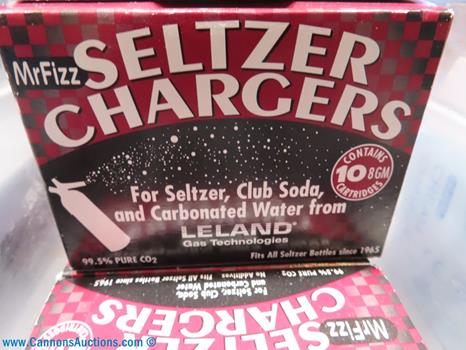 MrFizz
SELTZER
CHARGERS
CONTAINS
10 8GM
CARTRIDGES
For Seltzer, Club Soda,
and Carbonated Water from
LELAND®
Gas Technologies
99.5% PURE CO2
Fits All Seltzer Bottles since 1965
99.5% PURE CO2
No Additives
Fits All Seltzer Bottles since 1965
For Seltzer, Club Soda,
and Carbonated Water
MrFizz
SELTZER
CHARGERS
CARTRIDGES
www.CannonsAuctions.com ©